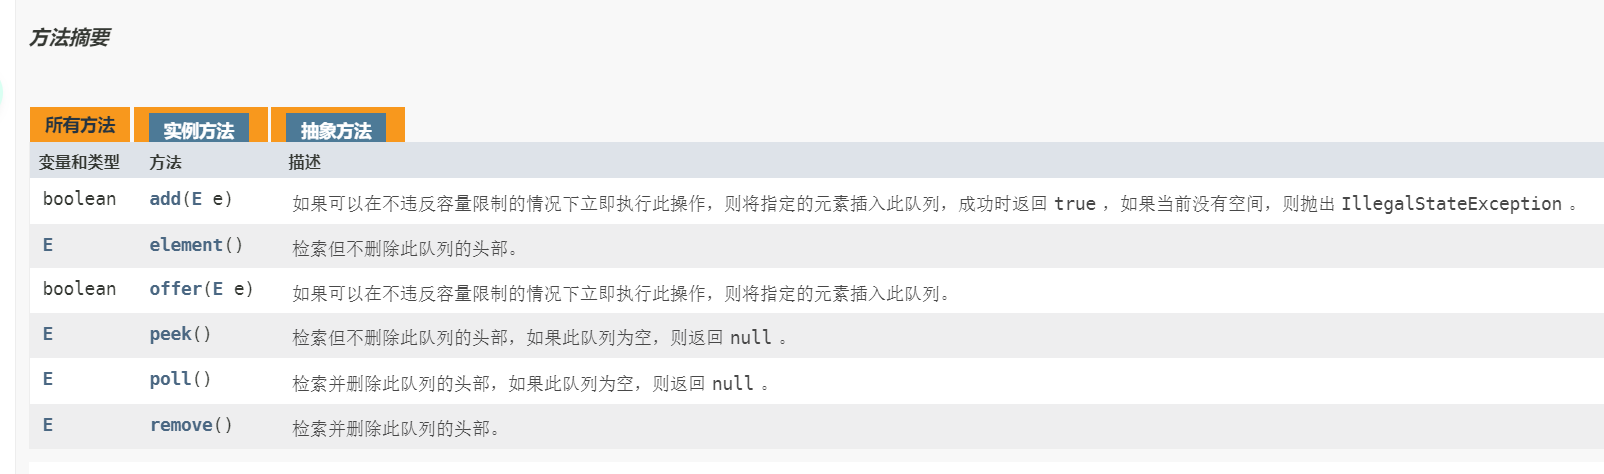 方法摘要
所有方法 实例方法 抽象方法
变量和类型 方法 描述
boolean add(E e) 如果可以在不违反容量限制的情况下立即执行此操作，则将指定的元素插入此队列，成功时返回 true ，如果当前没有空间，则抛出 IllegalStateException 。
E element() 检索但不删除此队列的头部。
boolean offer(E e) 如果可以在不违反容量限制的情况下立即执行此操作，则将指定的元素插入此队列。
E peek() 检索但不删除此队列的头部，如果此队列为空，则返回 null 。
E poll() 检索并删除此队列的头部，如果此队列为空，则返回 null 。
E remove() 检索并删除此队列的头部。